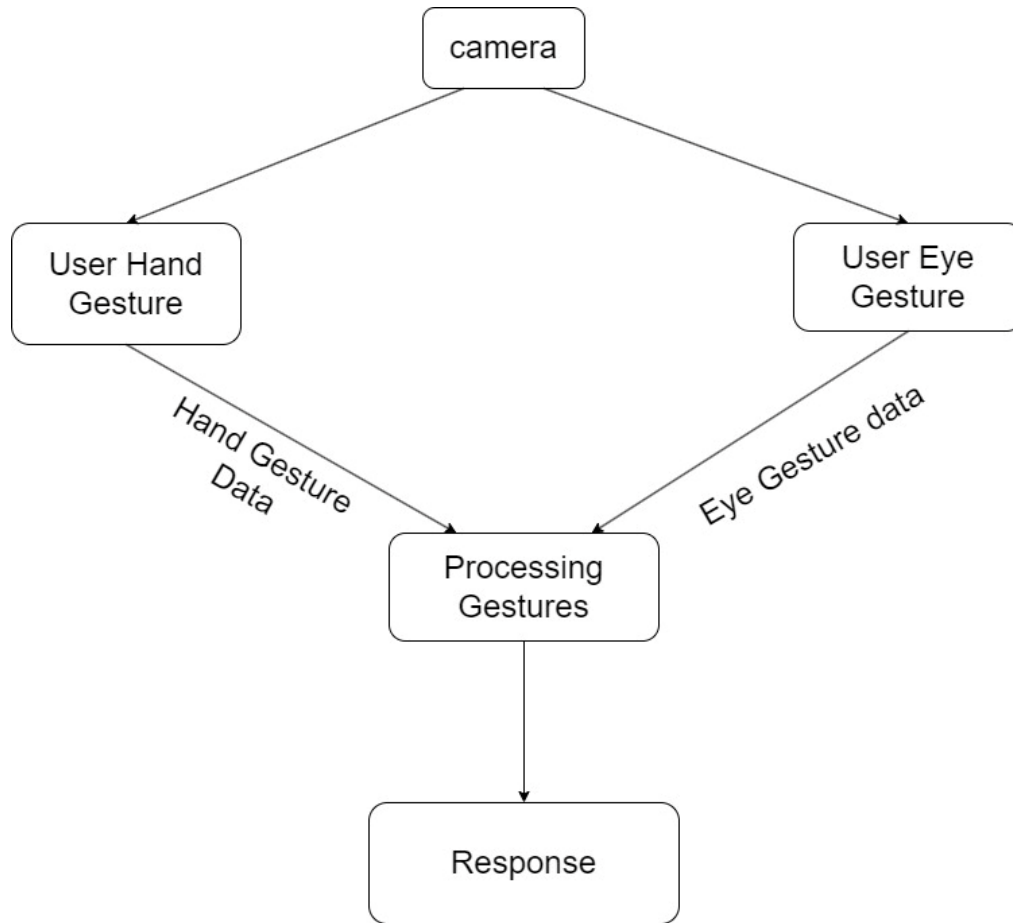 camera
User Hand
Gesture
User Eye
Gesture
Hand Gesture
Data
Eye Gesture data
Processing
Gestures
Response